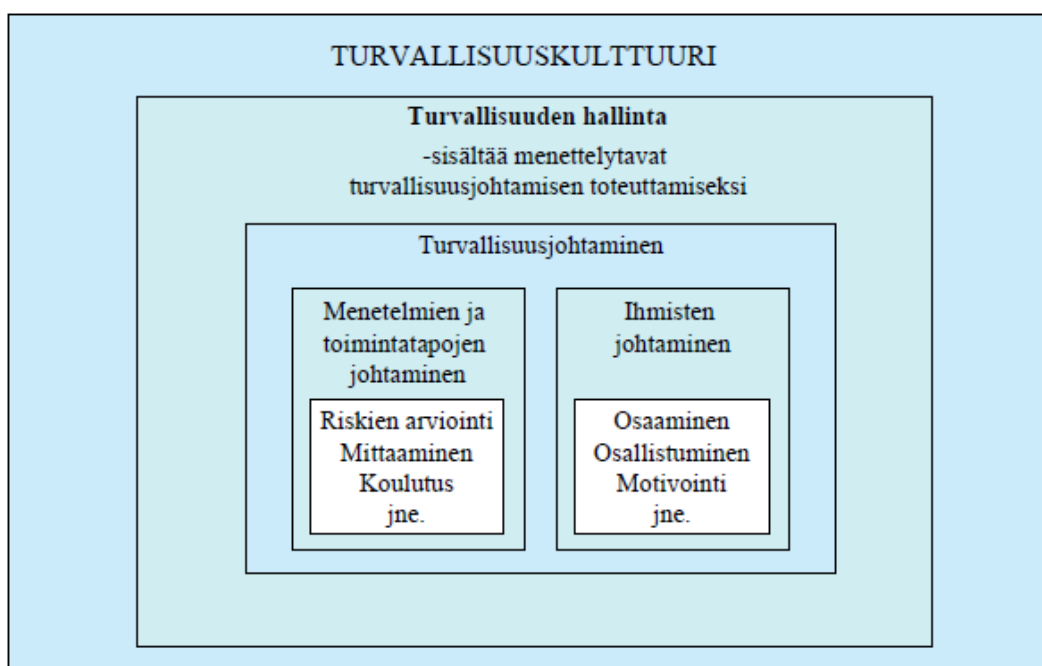 TURVALLISUUSKULTTUURI
Turvallisuuden hallinta
-sisältää menettelytavat
turvallisuusjohtamisen toteuttamiseksi
Turvallisuusjohtaminen
Menetelmien ja
toimintatapojen
johtaminen
Riskien arviointi
Mittaaminen
Koulutus
jne.
Ihmisten
johtaminen
Osaaminen
Osallistuminen
Motivointi
jne.